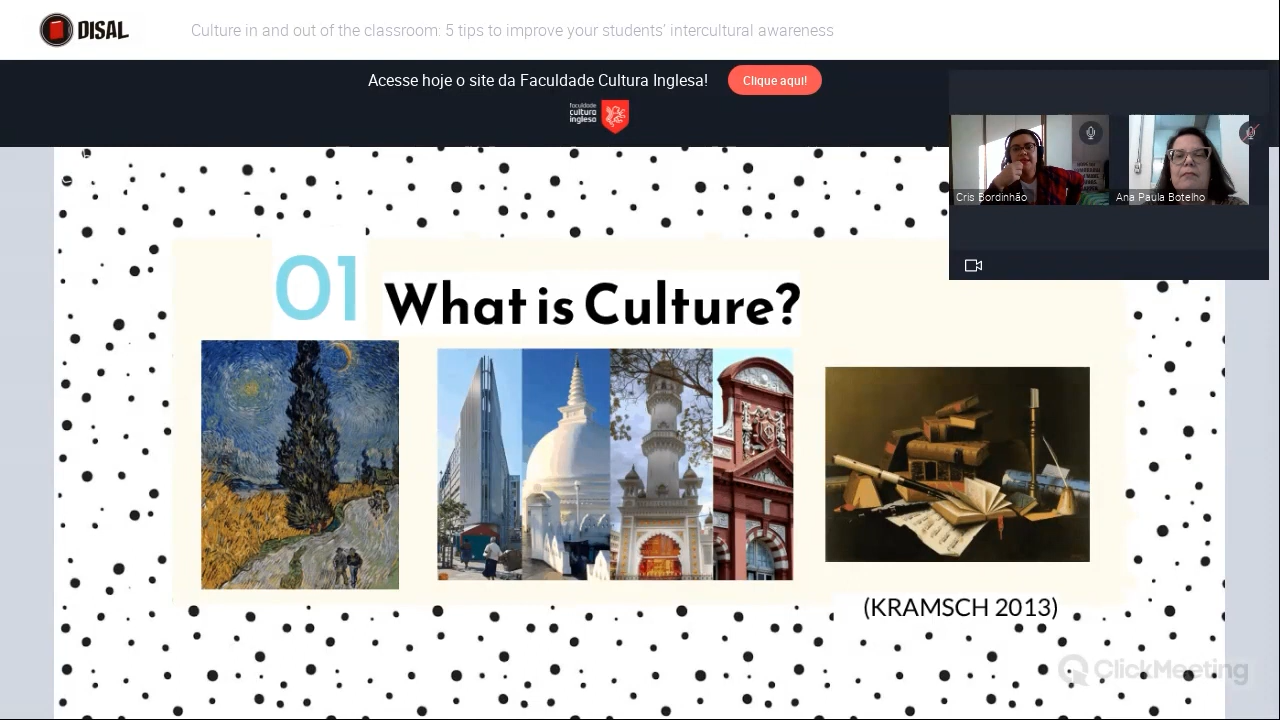 DISAL
Culture in and out of the classroom: 5 tips to improve your students' intercultural awareness
Acesse hoje o site da Faculdade Cultura Inglesa!
Clique aqui!
faculdade
cultura
inglesa
Cris Bordinhão
Ana Paula Botelho
01
What is Culture?
(KRAMSCH 2013)
ClickMeeting